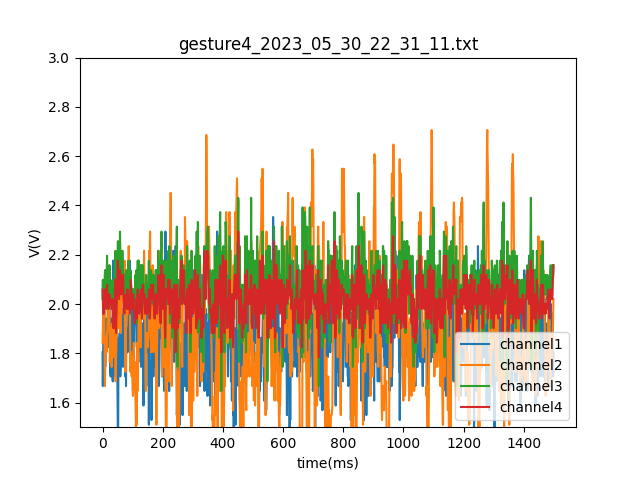 gesture4_2023_05_30_22_31_11.txt
V(V)
3.0
2.8
2.6
2.4
2.2
2.0
1.8
1.6
channel1
channel2
channel3
channel4
0 200 400 600 800 1000 1200 1400
time(ms)